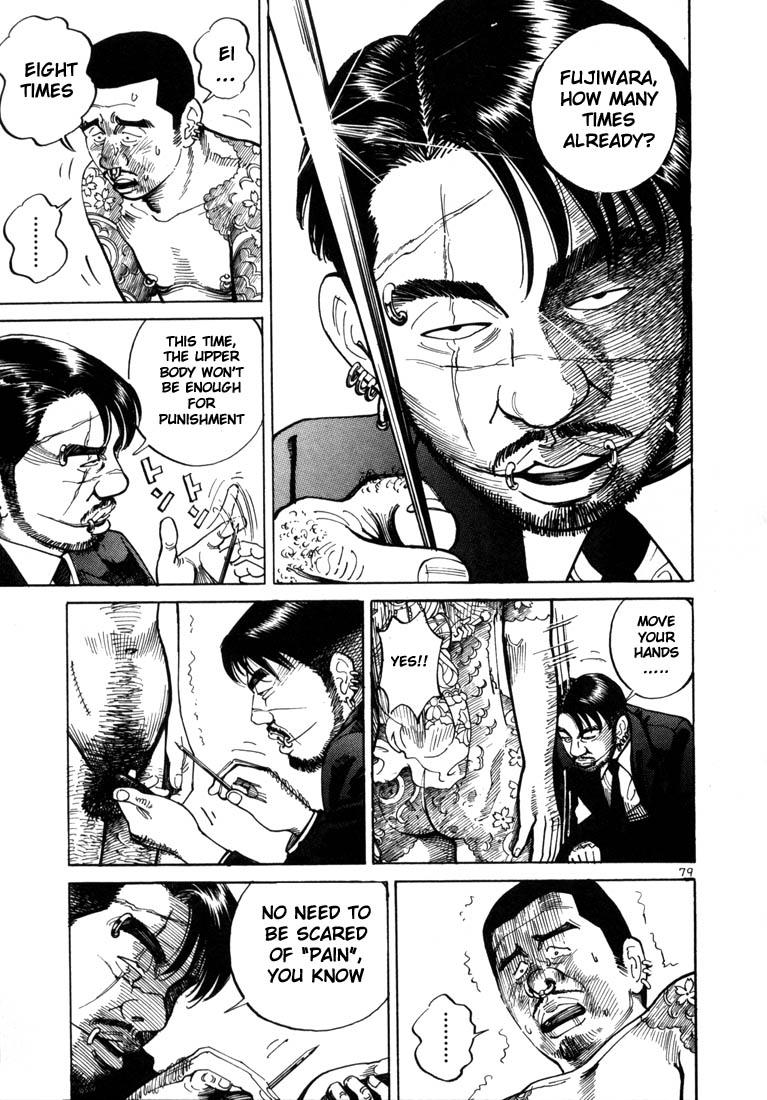 FUJIWARA,
HOW MANY
TIMES
ALREADY?
EI
...
EIGHT
TIMES
........
THIS TIME,
THE UPPER
BODY WON'T
BE ENOUGH
FOR
PUNISHMENT
トントン
MOVE
YOUR
HANDS
.....
YES!!
79
........
NO NEED TO
BE SCARED
OF "PAIN",
YOU KNOW